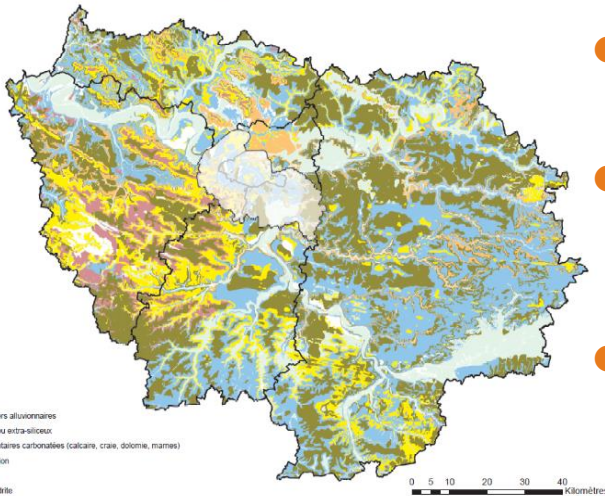 rs alluvionnaires
u extra-siliceux
taires carbonatées (calcaire, craie, dolomie, marnes)
ion
trite
0 5 10 20 30 40
Kilomètres